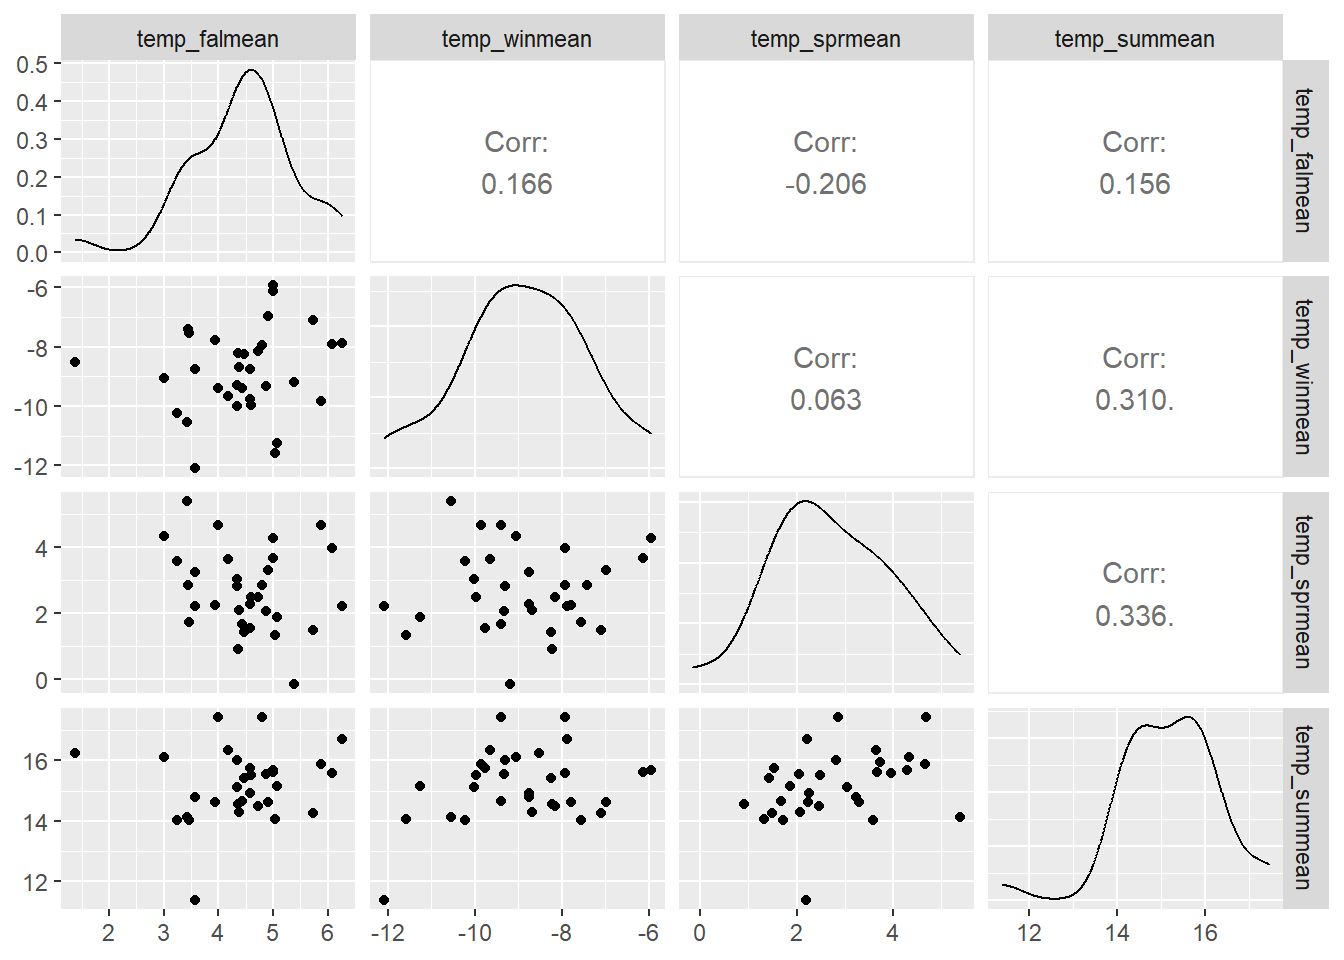 temp_falmean temp_winmean temp_sprmean temp_summean
0.5
0.4
0.3
0.2
0.1
0.0
Corr:
0.166
Corr:
-0.206
Corr:
0.156
temp_falmean
-6
-8
-10
-12
Corr:
0.063
Corr:
0.310.
temp_winmean
4
2
0
Corr:
0.336.
temp_sprmean
16
14
12
temp_summean
2 3 4 5 6 -12 -10 -8 -6 0 2 4 12 14 16